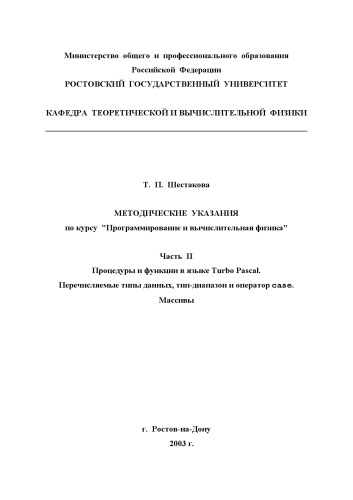 Министерство общего и профессионального образования
Российской Федерации
РОСТОВСКИЙ ГОСУДАРСТВЕННЫЙ УНИВЕРСИТЕТ
КАФЕДРА ТЕОРЕТИЧЕСКОЙ И ВЫЧИСЛИТЕЛЬНОЙ ФИЗИКИ
Т. П. Шестакова
МЕТОДИЧЕСКИЕ УКАЗАНИЯ
по курсу "Программирование и вычислительная физика"
Часть II
Процедуры и функции в языке Turbo Pascal.
Перечисляемые типы данных, тип-диапазон и оператор case.
Массивы
г. Ростов-на-Дону
2003 г.